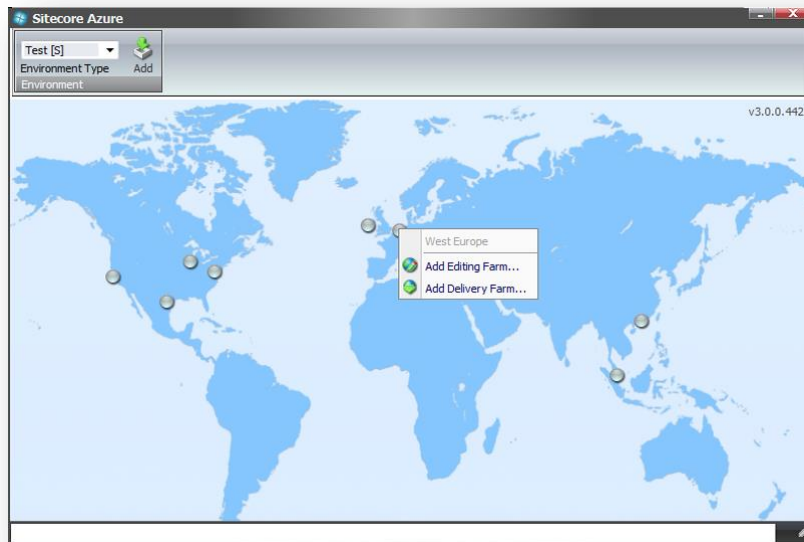 Sitecore Azure
Test [S]
Environment Type
Add
Environment
v3.0.0.442
West Europe
Add Editing Farm...
Add Delivery Farm...